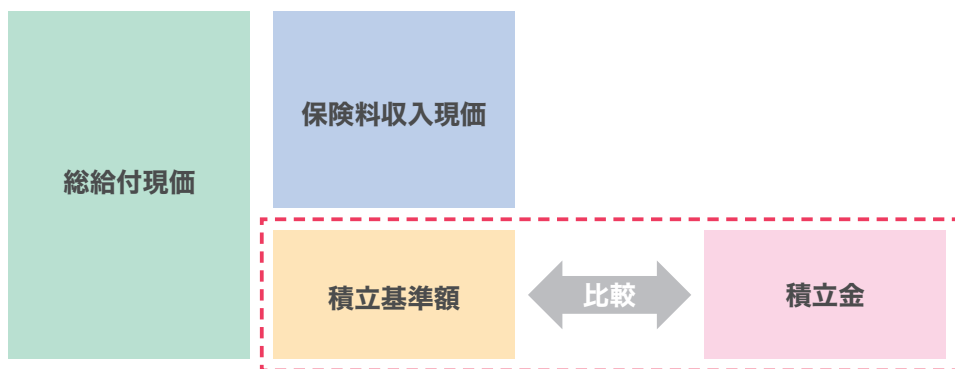 総給付現価
保険料収入現価
積立基準額
比較
積立金